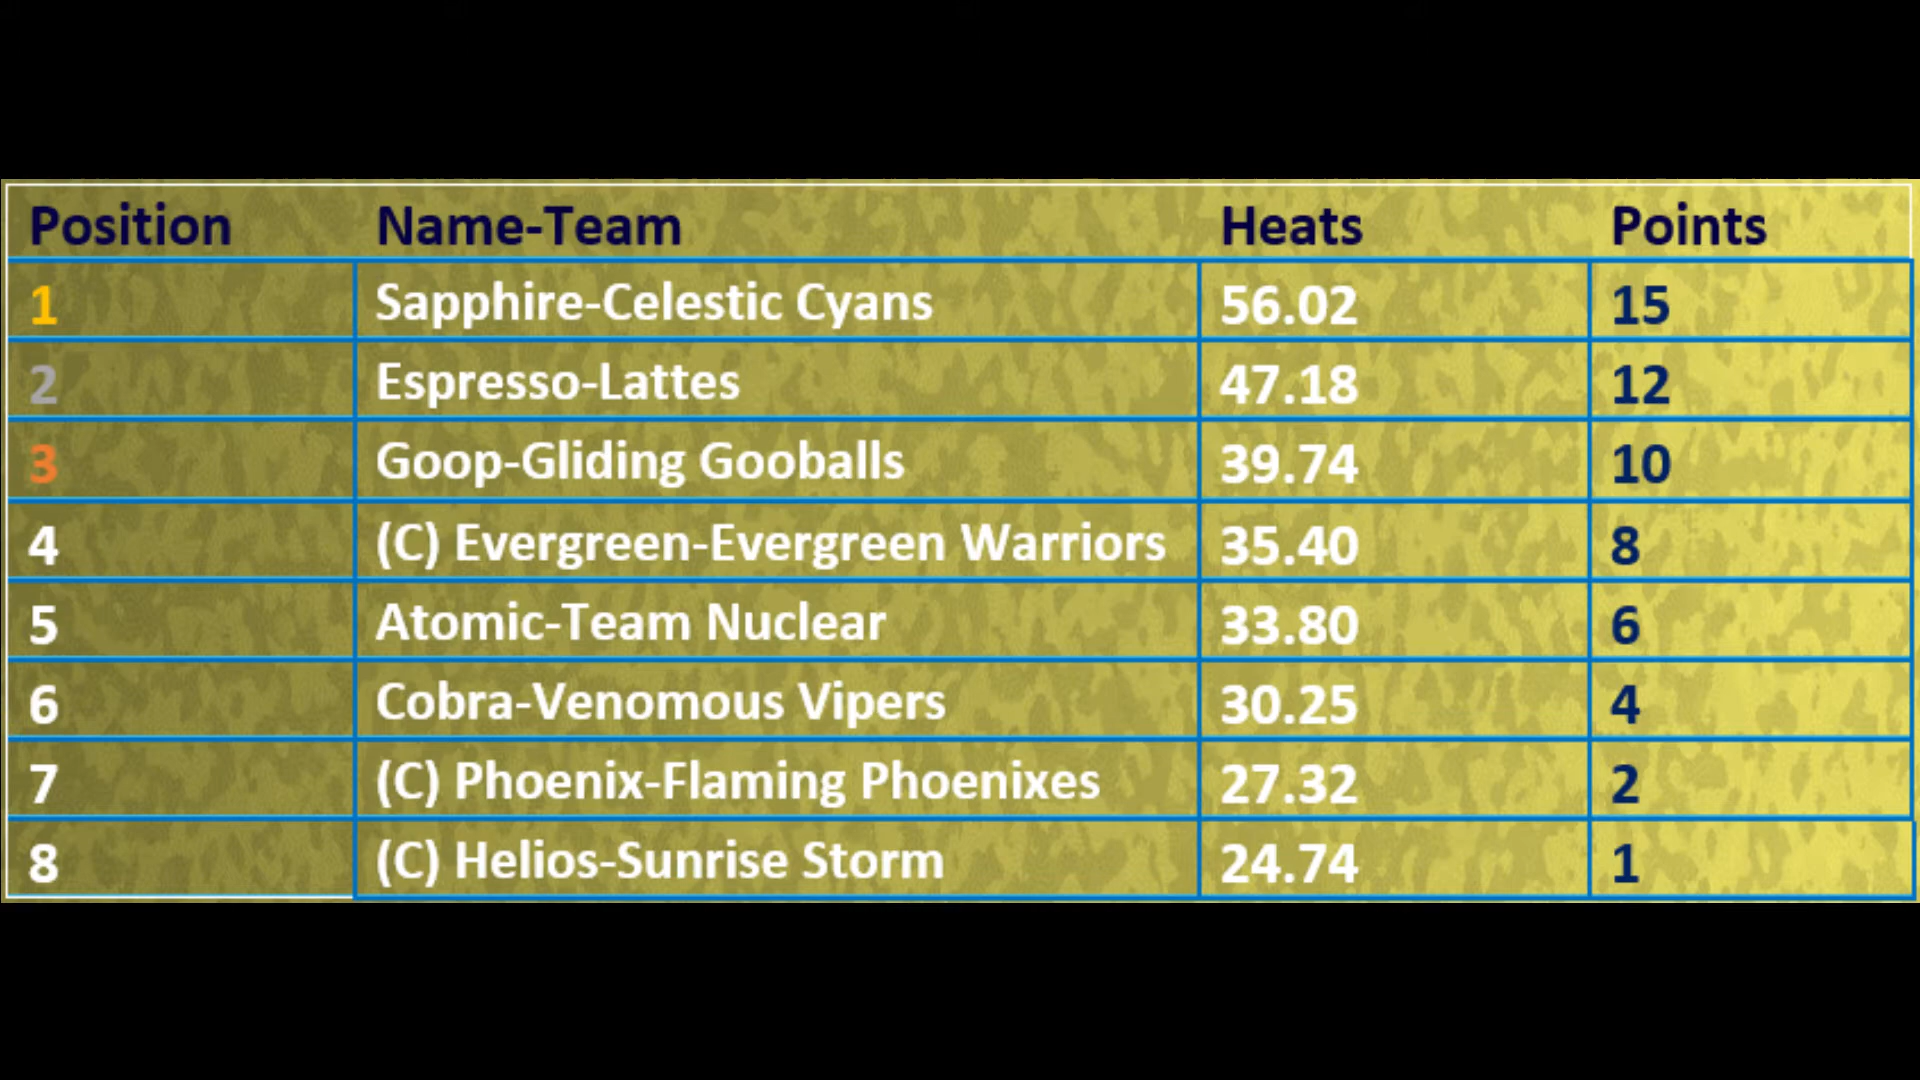 Position Name-Team Heats Points
1 Sapphire-Celestic Cyans 56.02 15
2 Espresso-Lattes 47.18 12
3 Goop-Gliding Gooballs 39.74 10
4 (C) Evergreen-Evergreen Warriors 35.40 8
5 Atomic-Team Nuclear 33.80 6
6 Cobra-Venomous Vipers 30.25 4
7 (C) Phoenix-Flaming Phoenixes 27.32 2
8 (C) Helios-Sunrise Storm 24.74 1